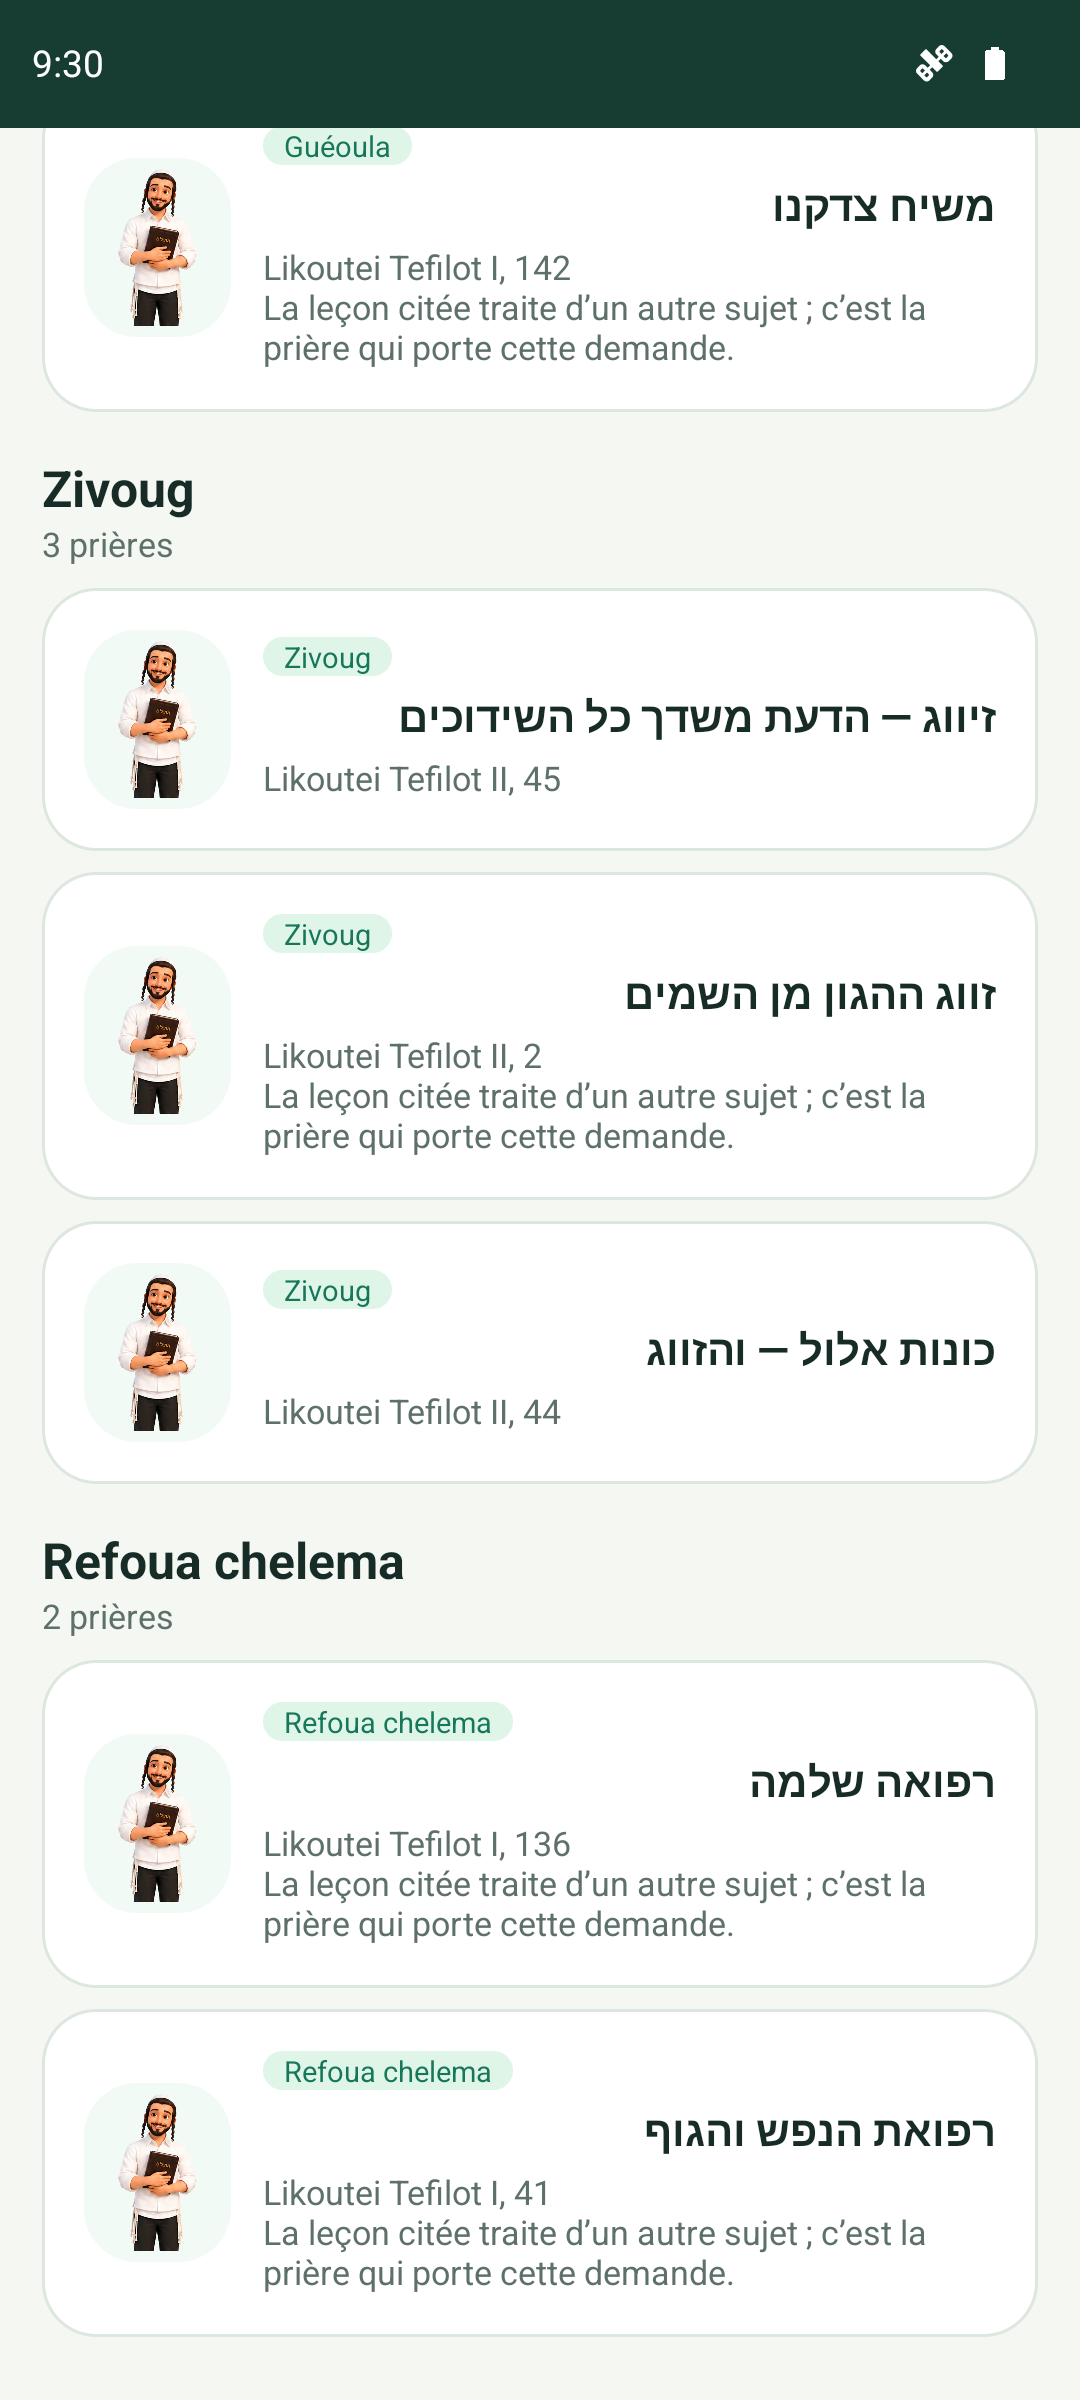 9:30
Guéoula
משיח צדקנו
Likoutei Tefilot I, 142
La leçon citée traite d’un autre sujet ; c’est la
prière qui porte cette demande.
Zivoug
3 prières
Zivoug
זיווג – הדעת משדך כל השידוכים
Likoutei Tefilot II, 45
Zivoug
זווג ההגון מן השמים
Likoutei Tefilot II, 2
La leçon citée traite d’un autre sujet ; c’est la
prière qui porte cette demande.
Zivoug
כונות אלול – והזווג
Likoutei Tefilot II, 44
Refoua chelema
2 prières
Refoua chelema
רפואה שלמה
Likoutei Tefilot I, 136
La leçon citée traite d’un autre sujet ; c’est la
prière qui porte cette demande.
Refoua chelema
רפואת הנפש והגוף
Likoutei Tefilot I, 41
La leçon citée traite d’un autre sujet ; c’est la
prière qui porte cette demande.